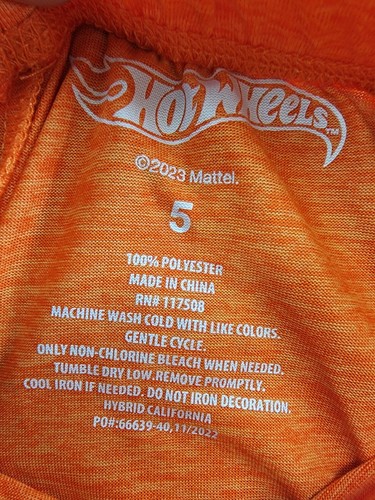 HOT WHEELS™
©2023 Mattel.
5
100% POLYESTER
MADE IN CHINA
RN# 117508
MACHINE WASH COLD WITH LIKE COLORS.
GENTLE CYCLE.
ONLY NON-CHLORINE BLEACH WHEN NEEDED.
TUMBLE DRY LOW. REMOVE PROMPTLY.
COOL IRON IF NEEDED. DO NOT IRON DECORATION.
HYBRID CALIFORNIA
PO#:66639-40, 11/2022